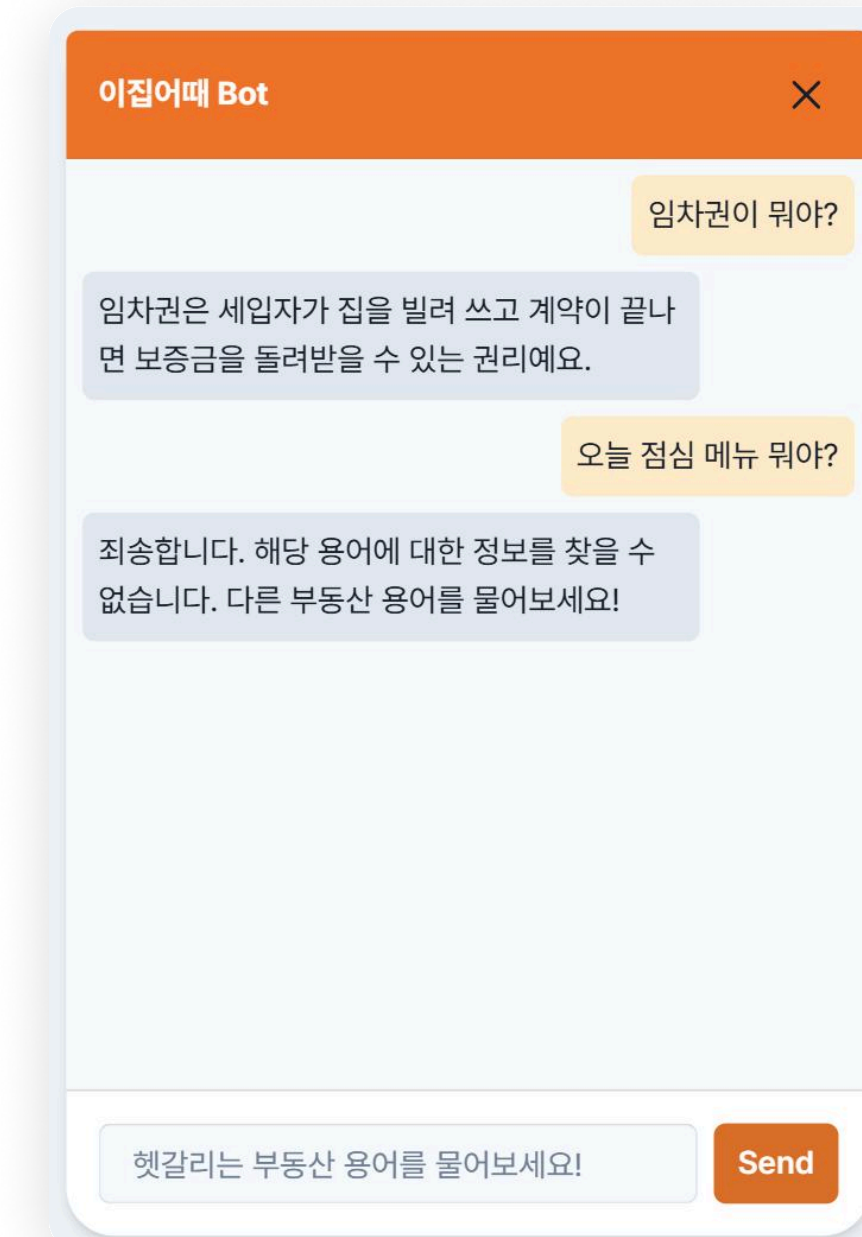 이집어때 Bot
임차권이 뭐야?
임차권은 세입자가 집을 빌려 쓰고 계약이 끝나
면 보증금을 돌려받을 수 있는 권리예요.
오늘 점심 메뉴 뭐야?
죄송합니다. 해당 용어에 대한 정보를 찾을 수
없습니다. 다른 부동산 용어를 물어보세요!
헷갈리는 부동산 용어를 물어보세요!
Send